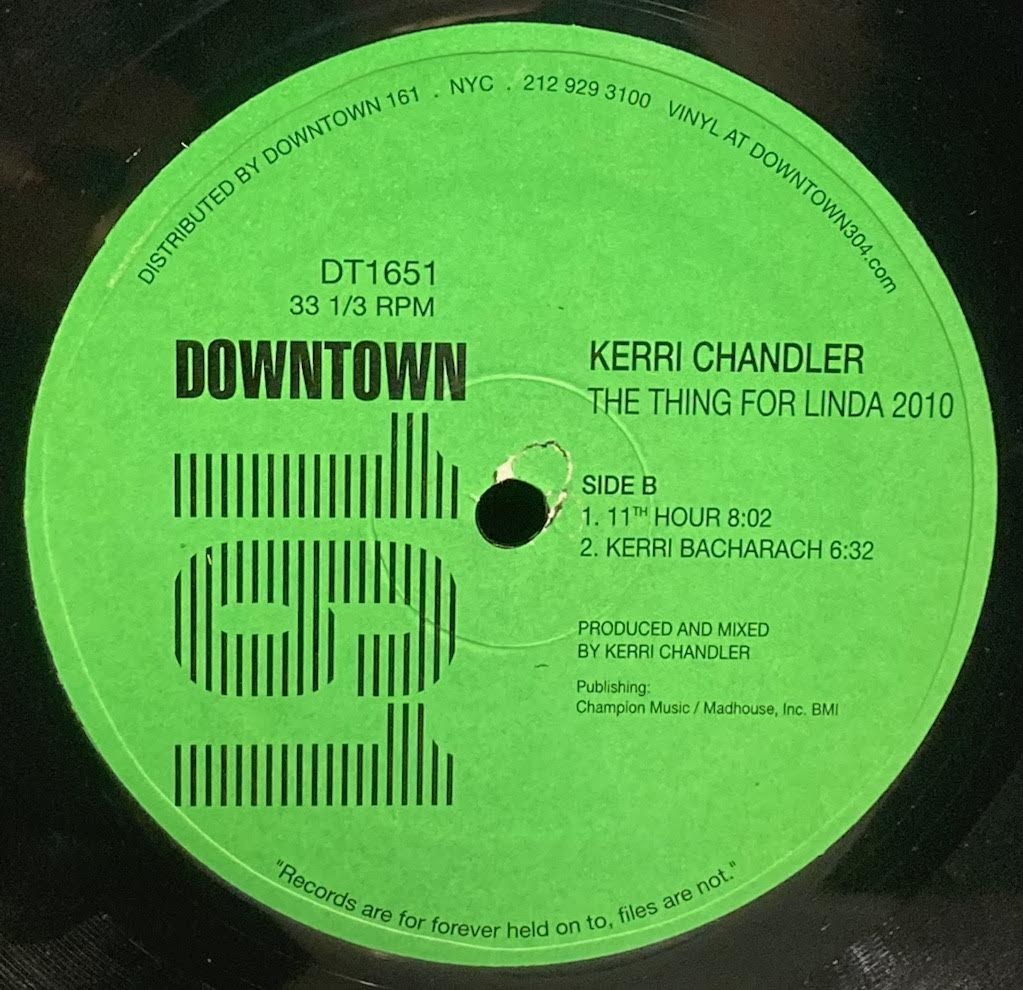 DISTRIBUTED BY DOWNTOWN 161 . NYC . 212 929 3100 VINYL AT DOWNTOWN304.com
DT1651
33 1/3 RPM
DOWNTOWN
161
KERRI CHANDLER
THE THING FOR LINDA 2010
SIDE B
1. 11TH HOUR 8:02
2. KERRI BACHARACH 6:32
PRODUCED AND MIXED
BY KERRI CHANDLER
Publishing:
Champion Music / Madhouse, Inc. BMI
"Records are for forever held on to, files are not."